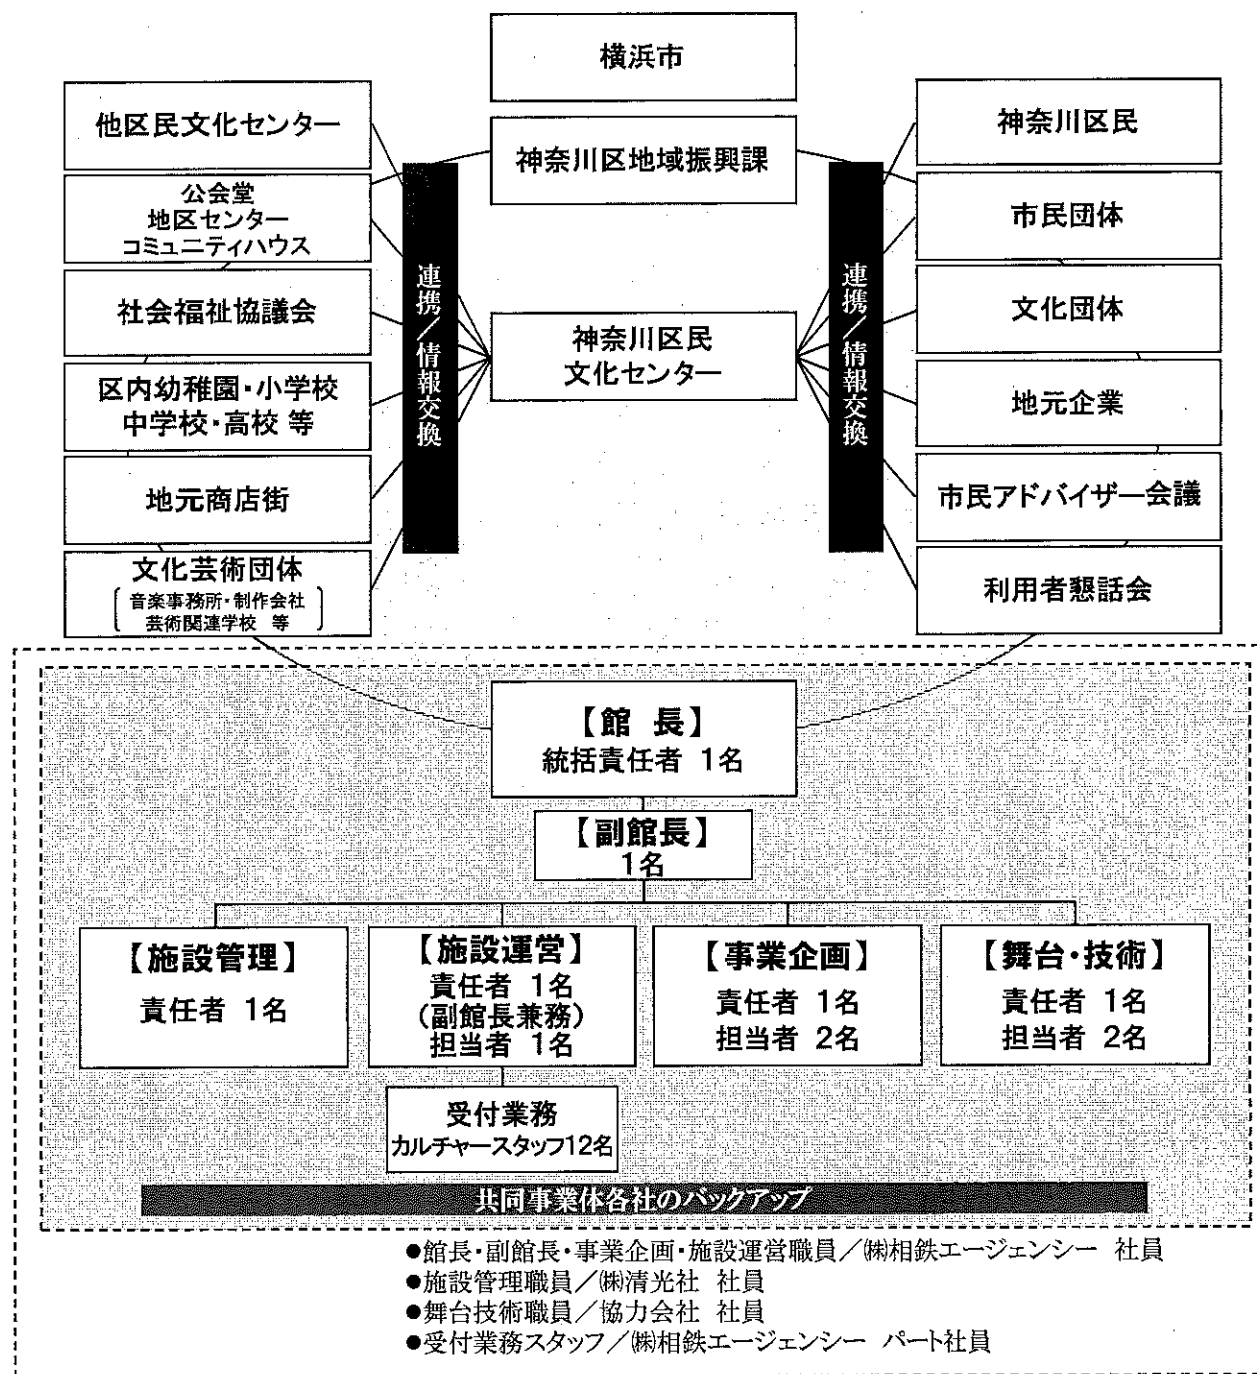 横浜市
神奈川区地域振興課
他区民文化センター
公会堂
地区センター
コミュニティハウス
社会福祉協議会
区内幼稚園・小学校
中学校・高校 等
地元商店街
文化芸術団体
音楽事務所・制作会社
芸術関連学校 等
連携/情報交換
神奈川区民
文化センター
連携/情報交換
神奈川区民
市民団体
文化団体
地元企業
市民アドバイザー会議
利用者懇話会
【館 長】
統括責任者 1名
【副館長】
1名
【施設管理】
責任者 1名
【施設運営】
責任者 1名
(副館長兼務)
担当者 1名
【事業企画】
責任者 1名
担当者 2名
【舞台・技術】
責任者 1名
担当者 2名
受付業務
カルチャースタッフ12名
共同事業体各社のバックアップ
●館長・副館長・事業企画・施設運営職員/㈱相鉄エージェンシー 社員
●施設管理職員/㈱清光社 社員
●舞台技術職員/協力会社 社員
●受付業務スタッフ/㈱相鉄エージェンシー パート社員